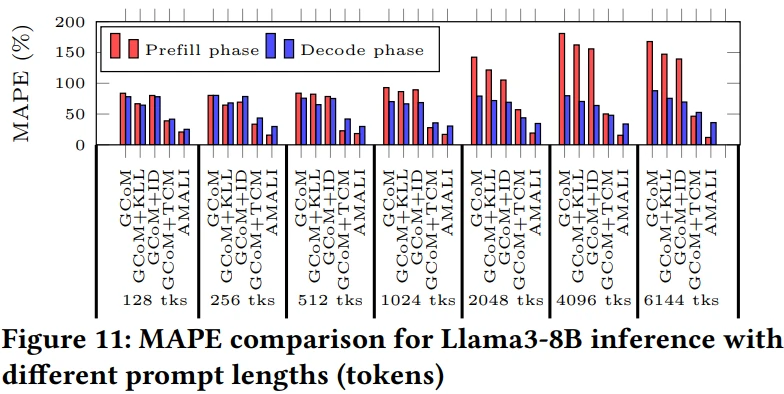 200
150
100
50
0
MAPE (%)
Prefill phase Decode phase
GCoM
GCoM+KLL
GCoM+ID
GCoM+TCM
AMALI
GCoM
GCoM+KLL
GCoM+ID
GCoM+TCM
AMALI
GCoM
GCoM+KLL
GCoM+ID
GCoM+TCM
AMALI
GCoM
GCoM+KLL
GCoM+ID
GCoM+TCM
AMALI
GCoM
GCoM+KLL
GCoM+ID
GCoM+TCM
AMALI
GCoM
GCoM+KLL
GCoM+ID
GCoM+TCM
AMALI
GCoM
GCoM+KLL
GCoM+ID
GCoM+TCM
AMALI
128 tks 256 tks 512 tks 1024 tks 2048 tks 4096 tks 6144 tks
Figure 11: MAPE comparison for Llama3-8B inference with
different prompt lengths (tokens)